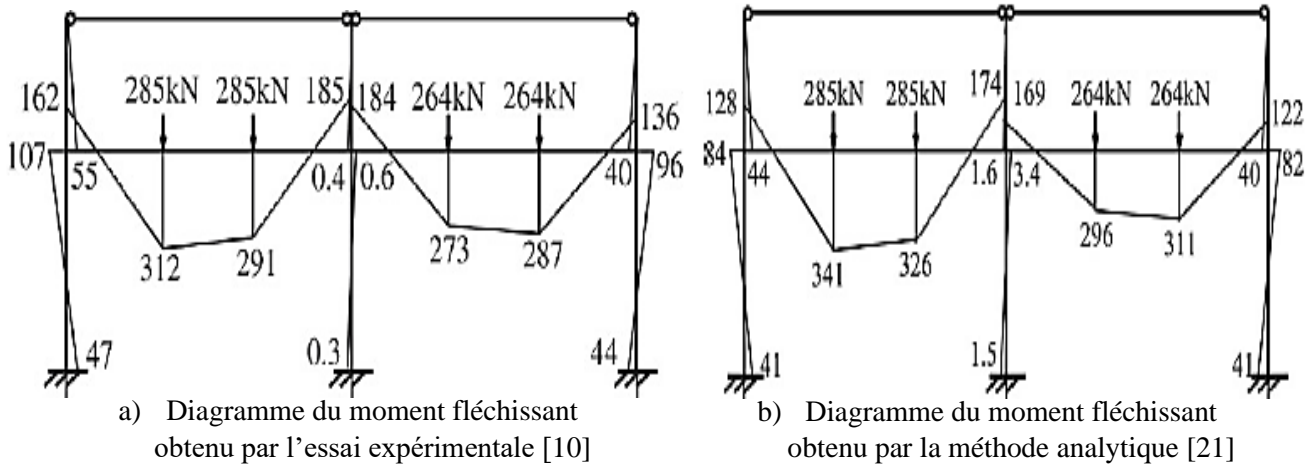 162 285kN 285kN 185 184 264kN 264kN 136
107 55 0.4 0.6 40 96
312 291 273 287
47 0.3 44
a) Diagramme du moment fléchissant
obtenu par l’essai expérimentale [10]
128 285kN 285kN 174 169 264kN 264kN 122
84 44 1.6 3.4 40 82
341 326 296 311
41 1.5 41
b) Diagramme du moment fléchissant
obtenu par la méthode analytique [21]